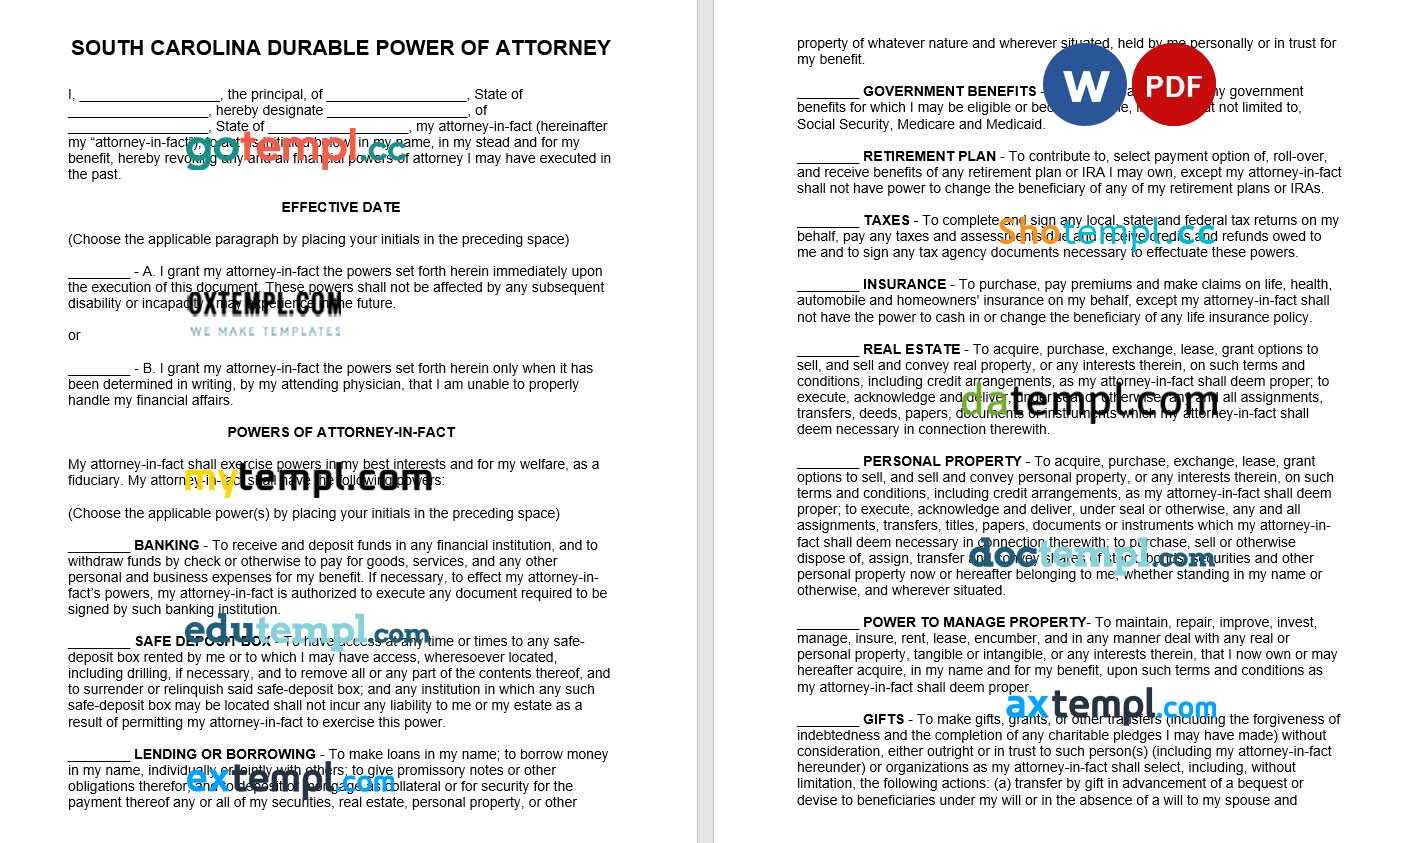 SOUTH CAROLINA DURABLE POWER OF ATTORNEY
I, __________________, the principal, of __________________, State of
__________________, hereby designate __________________, of
__________________, State of __________________, my attorney-in-fact (hereinafter
my “attorney-in-fact”), to act as initialed below, in my name, in my stead and for my
gotempl.cc
benefit, hereby revoking any and all financial powers of attorney I may have executed in
the past.
EFFECTIVE DATE
(Choose the applicable paragraph by placing your initials in the preceding space)
________ - A. I grant my attorney-in-fact the powers set forth herein immediately upon
the execution of this document. These powers shall not be affected by any subsequent
disability or incapacity I may experience in the future.
OXTEMPL.COM
WE MAKE TEMPLATES
or
________ - B. I grant my attorney-in-fact the powers set forth herein only when it has
been determined in writing, by my attending physician, that I am unable to properly
handle my financial affairs.
POWERS OF ATTORNEY-IN-FACT
My attorney-in-fact shall exercise powers in my best interests and for my welfare, as a
fiduciary. My attorney-in-fact shall have the following powers:
mytempl.com
(Choose the applicable power(s) by placing your initials in the preceding space)
________ BANKING - To receive and deposit funds in any financial institution, and to
withdraw funds by check or otherwise to pay for goods, services, and any other
personal and business expenses for my benefit. If necessary, to effect my attorney-in-
fact’s powers, my attorney-in-fact is authorized to execute any document required to be
signed by such banking institution.
edutempl.com
________ SAFE DEPOSIT BOX - To have access at any time or times to any safe-
deposit box rented by me or to which I may have access, wheresoever located,
including drilling, if necessary, and to remove all or any part of the contents thereof, and
to surrender or relinquish said safe-deposit box; and any institution in which any such
safe-deposit box may be located shall not incur any liability to me or my estate as a
result of permitting my attorney-in-fact to exercise this power.
________ LENDING OR BORROWING - To make loans in my name; to borrow money
in my name, individually or jointly with others; to give promissory notes or other
extempl.com
obligations therefor; and to deposit or mortgage as collateral or for security for the
payment thereof any or all of my securities, real estate, personal property, or other
property of whatever nature and wherever situated, held by me personally or in trust for
my benefit.
W PDF
________ GOVERNMENT BENEFITS - any government
benefits for which I may be eligible or not limited to,
Social Security, Medicare and Medicaid.
________ RETIREMENT PLAN - To contribute to, select payment option of, roll-over,
and receive benefits of any retirement plan or IRA I may own, except my attorney-in-fact
shall not have power to change the beneficiary of any of my retirement plans or IRAs.
________ TAXES - To complete and sign any local, state and federal tax returns on my
behalf, pay any taxes and assessments due and receive credits and refunds owed to
Shotempl.cc
me and to sign any tax agency documents necessary to effectuate these powers.
________ INSURANCE - To purchase, pay premiums and make claims on life, health,
automobile and homeowners' insurance on my behalf, except my attorney-in-fact shall
not have the power to cash in or change the beneficiary of any life insurance policy.
________ REAL ESTATE - To acquire, purchase, exchange, lease, grant options to
sell, and sell and convey real property, or any interests therein, on such terms and
conditions, including credit arrangements, as my attorney-in-fact shall deem proper; to
execute, acknowledge and deliver, under seal or otherwise, any and all assignments,
datempl.com
transfers, deeds, papers, documents or instruments which my attorney-in-fact shall
deem necessary in connection therewith.
________ PERSONAL PROPERTY - To acquire, purchase, exchange, lease, grant
options to sell, and sell and convey personal property, or any interests therein, on such
terms and conditions, including credit arrangements, as my attorney-in-fact shall deem
proper; to execute, acknowledge and deliver, under seal or otherwise, any and all
assignments, transfers, titles, papers, documents or instruments which my attorney-in-
fact shall deem necessary in connection therewith; to purchase, sell or otherwise
doctempl.com
dispose of, assign, transfer and convey shares of stock, bonds, securities and other
personal property now or hereafter belonging to me, whether standing in my name or
otherwise, and wherever situated.
________ POWER TO MANAGE PROPERTY- To maintain, repair, improve, invest,
manage, insure, rent, lease, encumber, and in any manner deal with any real or
personal property, tangible or intangible, or any interests therein, that I now own or may
hereafter acquire, in my name and for my benefit, upon such terms and conditions as
my attorney-in-fact shall deem proper.
axtempl.com
________ GIFTS - To make gifts, grants, or other transfers (including the forgiveness of
indebtedness and the completion of any charitable pledges I may have made) without
consideration, either outright or in trust to such person(s) (including my attorney-in-fact
hereunder) or organizations as my attorney-in-fact shall select, including, without
limitation, the following actions: (a) transfer by gift in advancement of a bequest or
devise to beneficiaries under my will or in the absence of a will to my spouse and